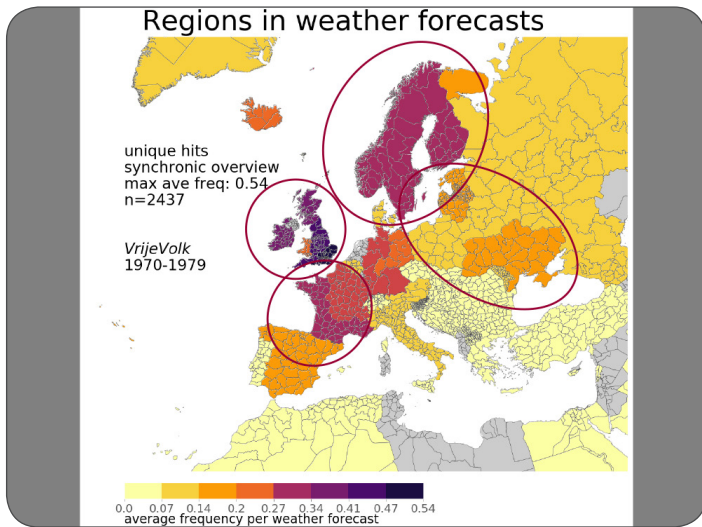 Regions in weather forecasts
unique hits
synchronic overview
max ave freq: 0.54
n=2437
VrijeVolk
1970-1979
0.0 0.07 0.14 0.2 0.27 0.34 0.41 0.47 0.54
average frequency per weather forecast